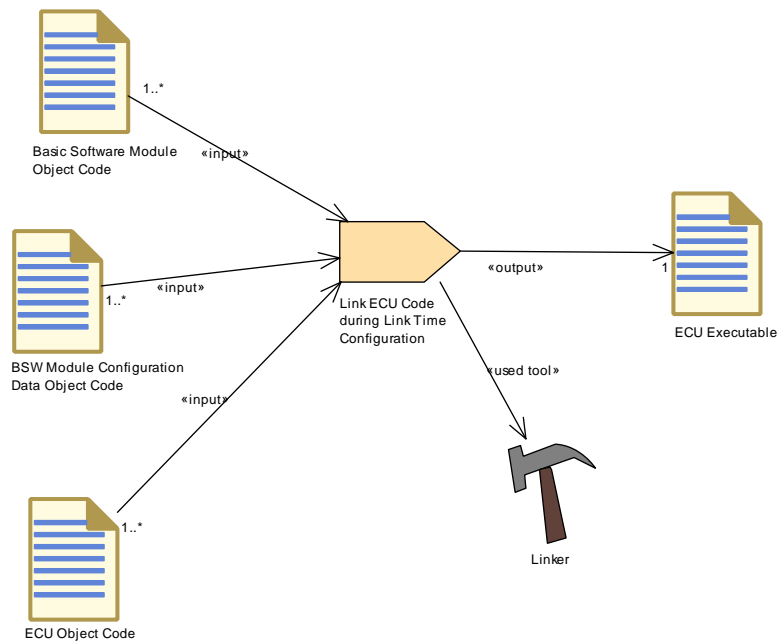 1..*
Basic Software Module
Object Code
«input»
1..*
«input»
BSW Module Configuration
Data Object Code
«input»
Link ECU Code
during Link Time
Configuration
«output»
1
ECU Executable
«used tool»
Linker
1..*
ECU Object Code